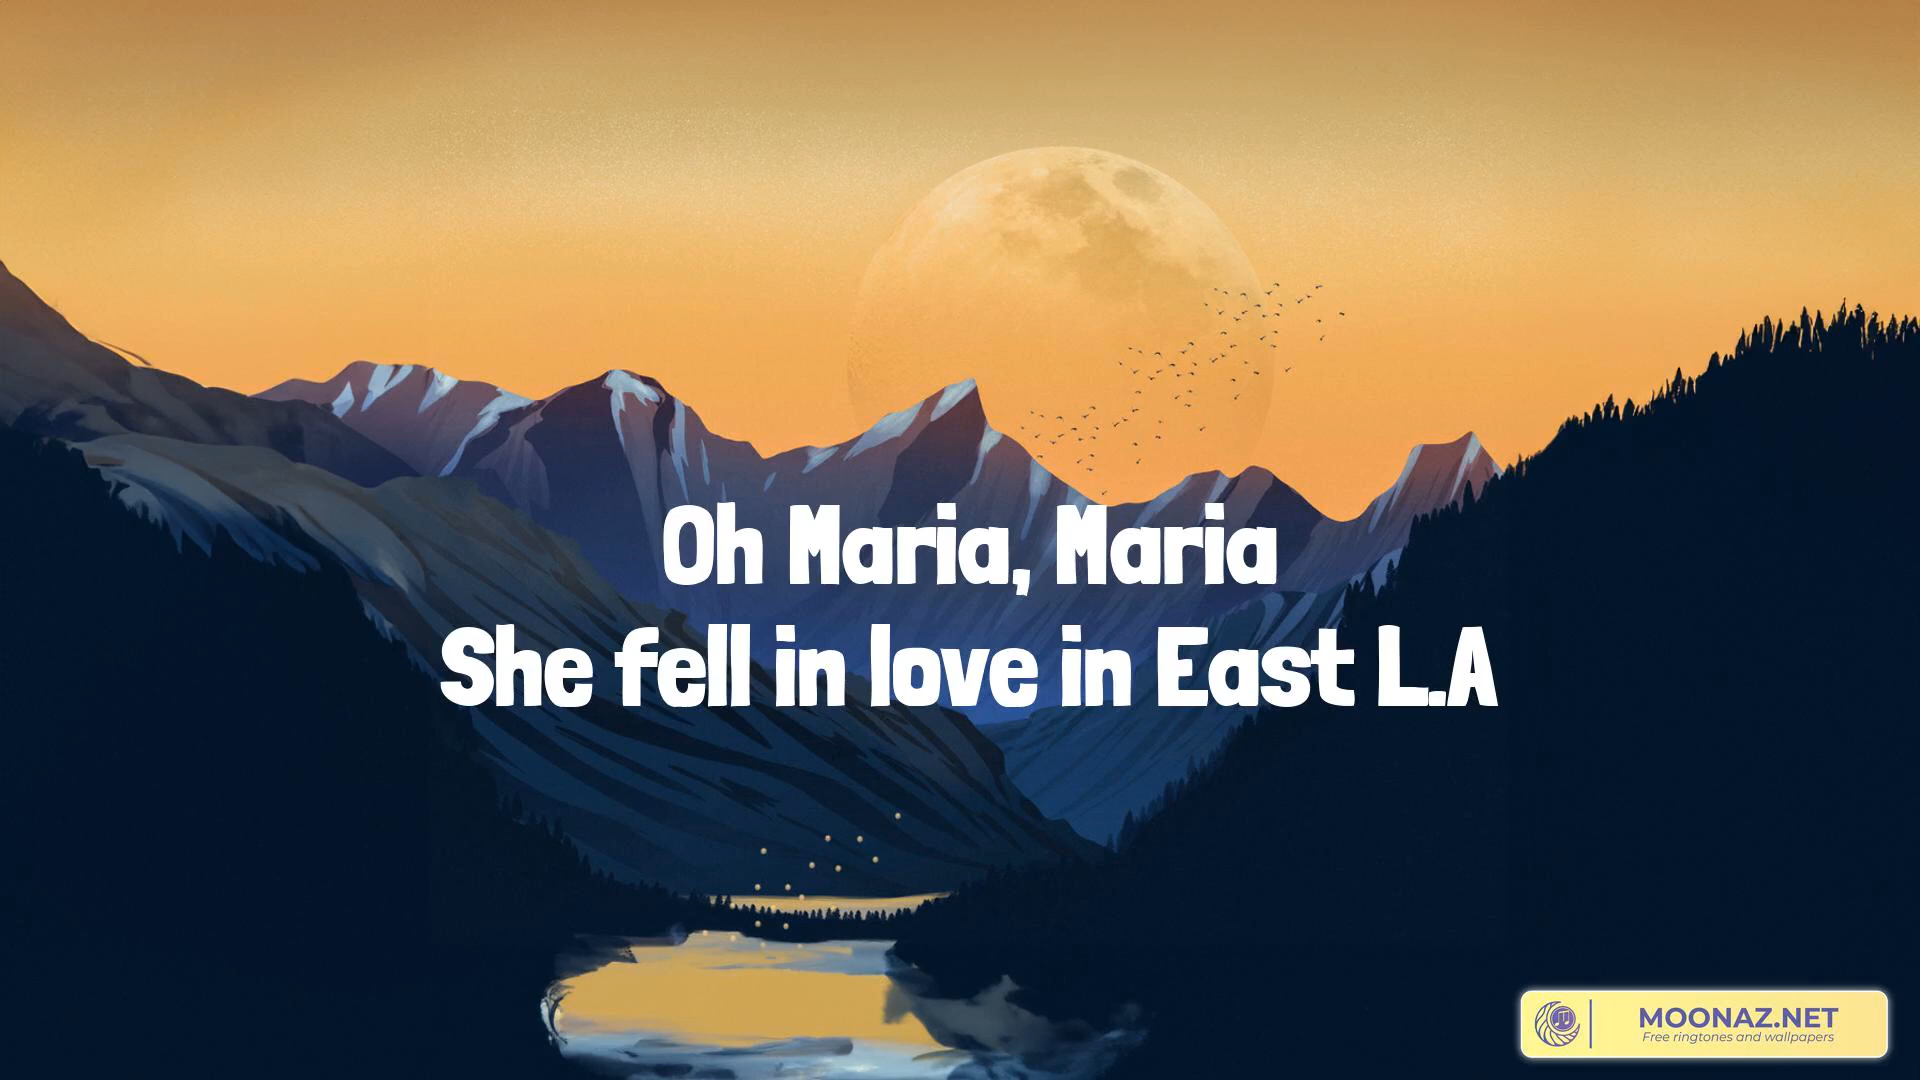 Oh Maria, Maria
She fell in love in East L.A
MOONAZ.NET
Free ringtones and wallpapers